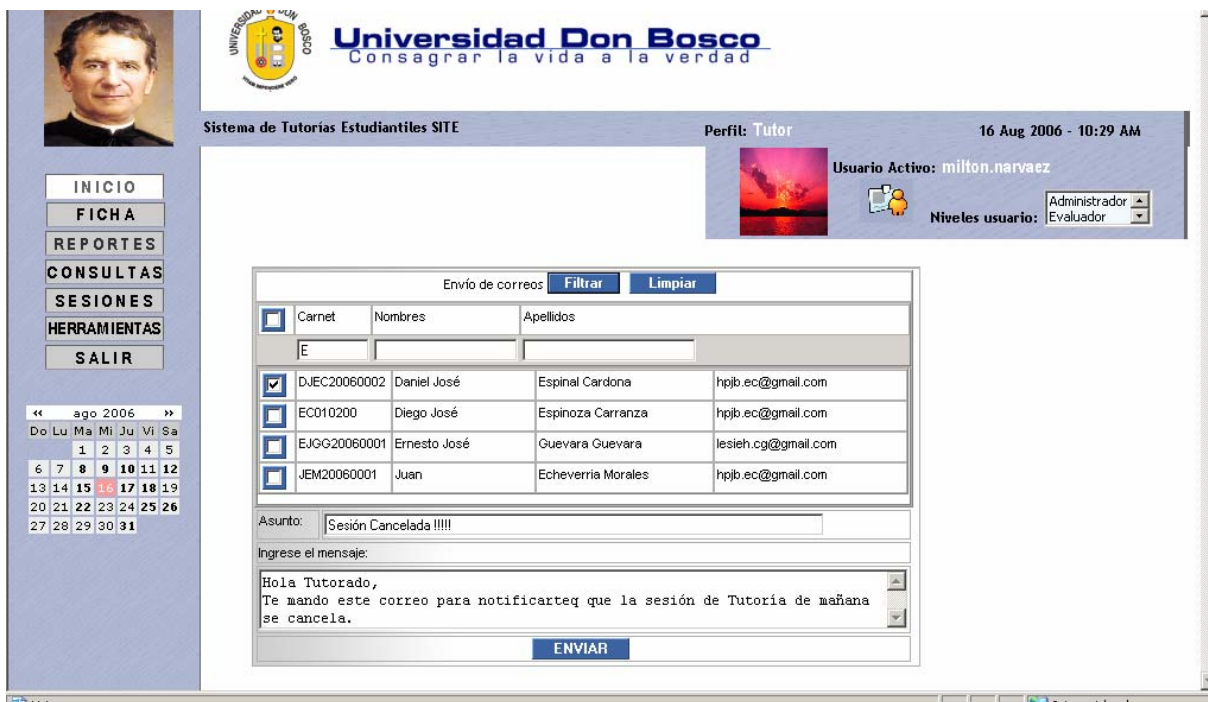 UNIVERSIDAD DON BOSCO
Universidad Don Bosco
Consagrar la vida a la verdad
Sistema de Tutorías Estudiantiles SITE
Perfil: Tutor
16 Aug 2006 - 10:29 AM
Usuario Activo: milton.narvaez
Niveles usuario:
Administrador
Evaluador
INICIO
FICHA
REPORTES
CONSULTAS
SESIONES
HERRAMIENTAS
SALIR
‹‹ ago 2006 ››
Do Lu Ma Mi Ju Vi Sa
1 2 3 4 5
6 7 8 9 10 11 12
13 14 15 16 17 18 19
20 21 22 23 24 25 26
27 28 29 30 31
Envío de correos Filtrar Limpiar
Carnet Nombres Apellidos
E
DJEC20060002 Daniel José Espinal Cardona hpjb.ec@gmail.com
EC010200 Diego José Espinoza Carranza hpjb.ec@gmail.com
EJGG20060001 Ernesto José Guevara Guevara lesieh.cg@gmail.com
JEM20060001 Juan Echeverria Morales hpjb.ec@gmail.com
Asunto: Sesión Cancelada !!!!!
Ingrese el mensaje:
Hola Tutorado,
Te mando este correo para notificarteq que la sesión de Tutoría de mañana
se cancela.
ENVIAR